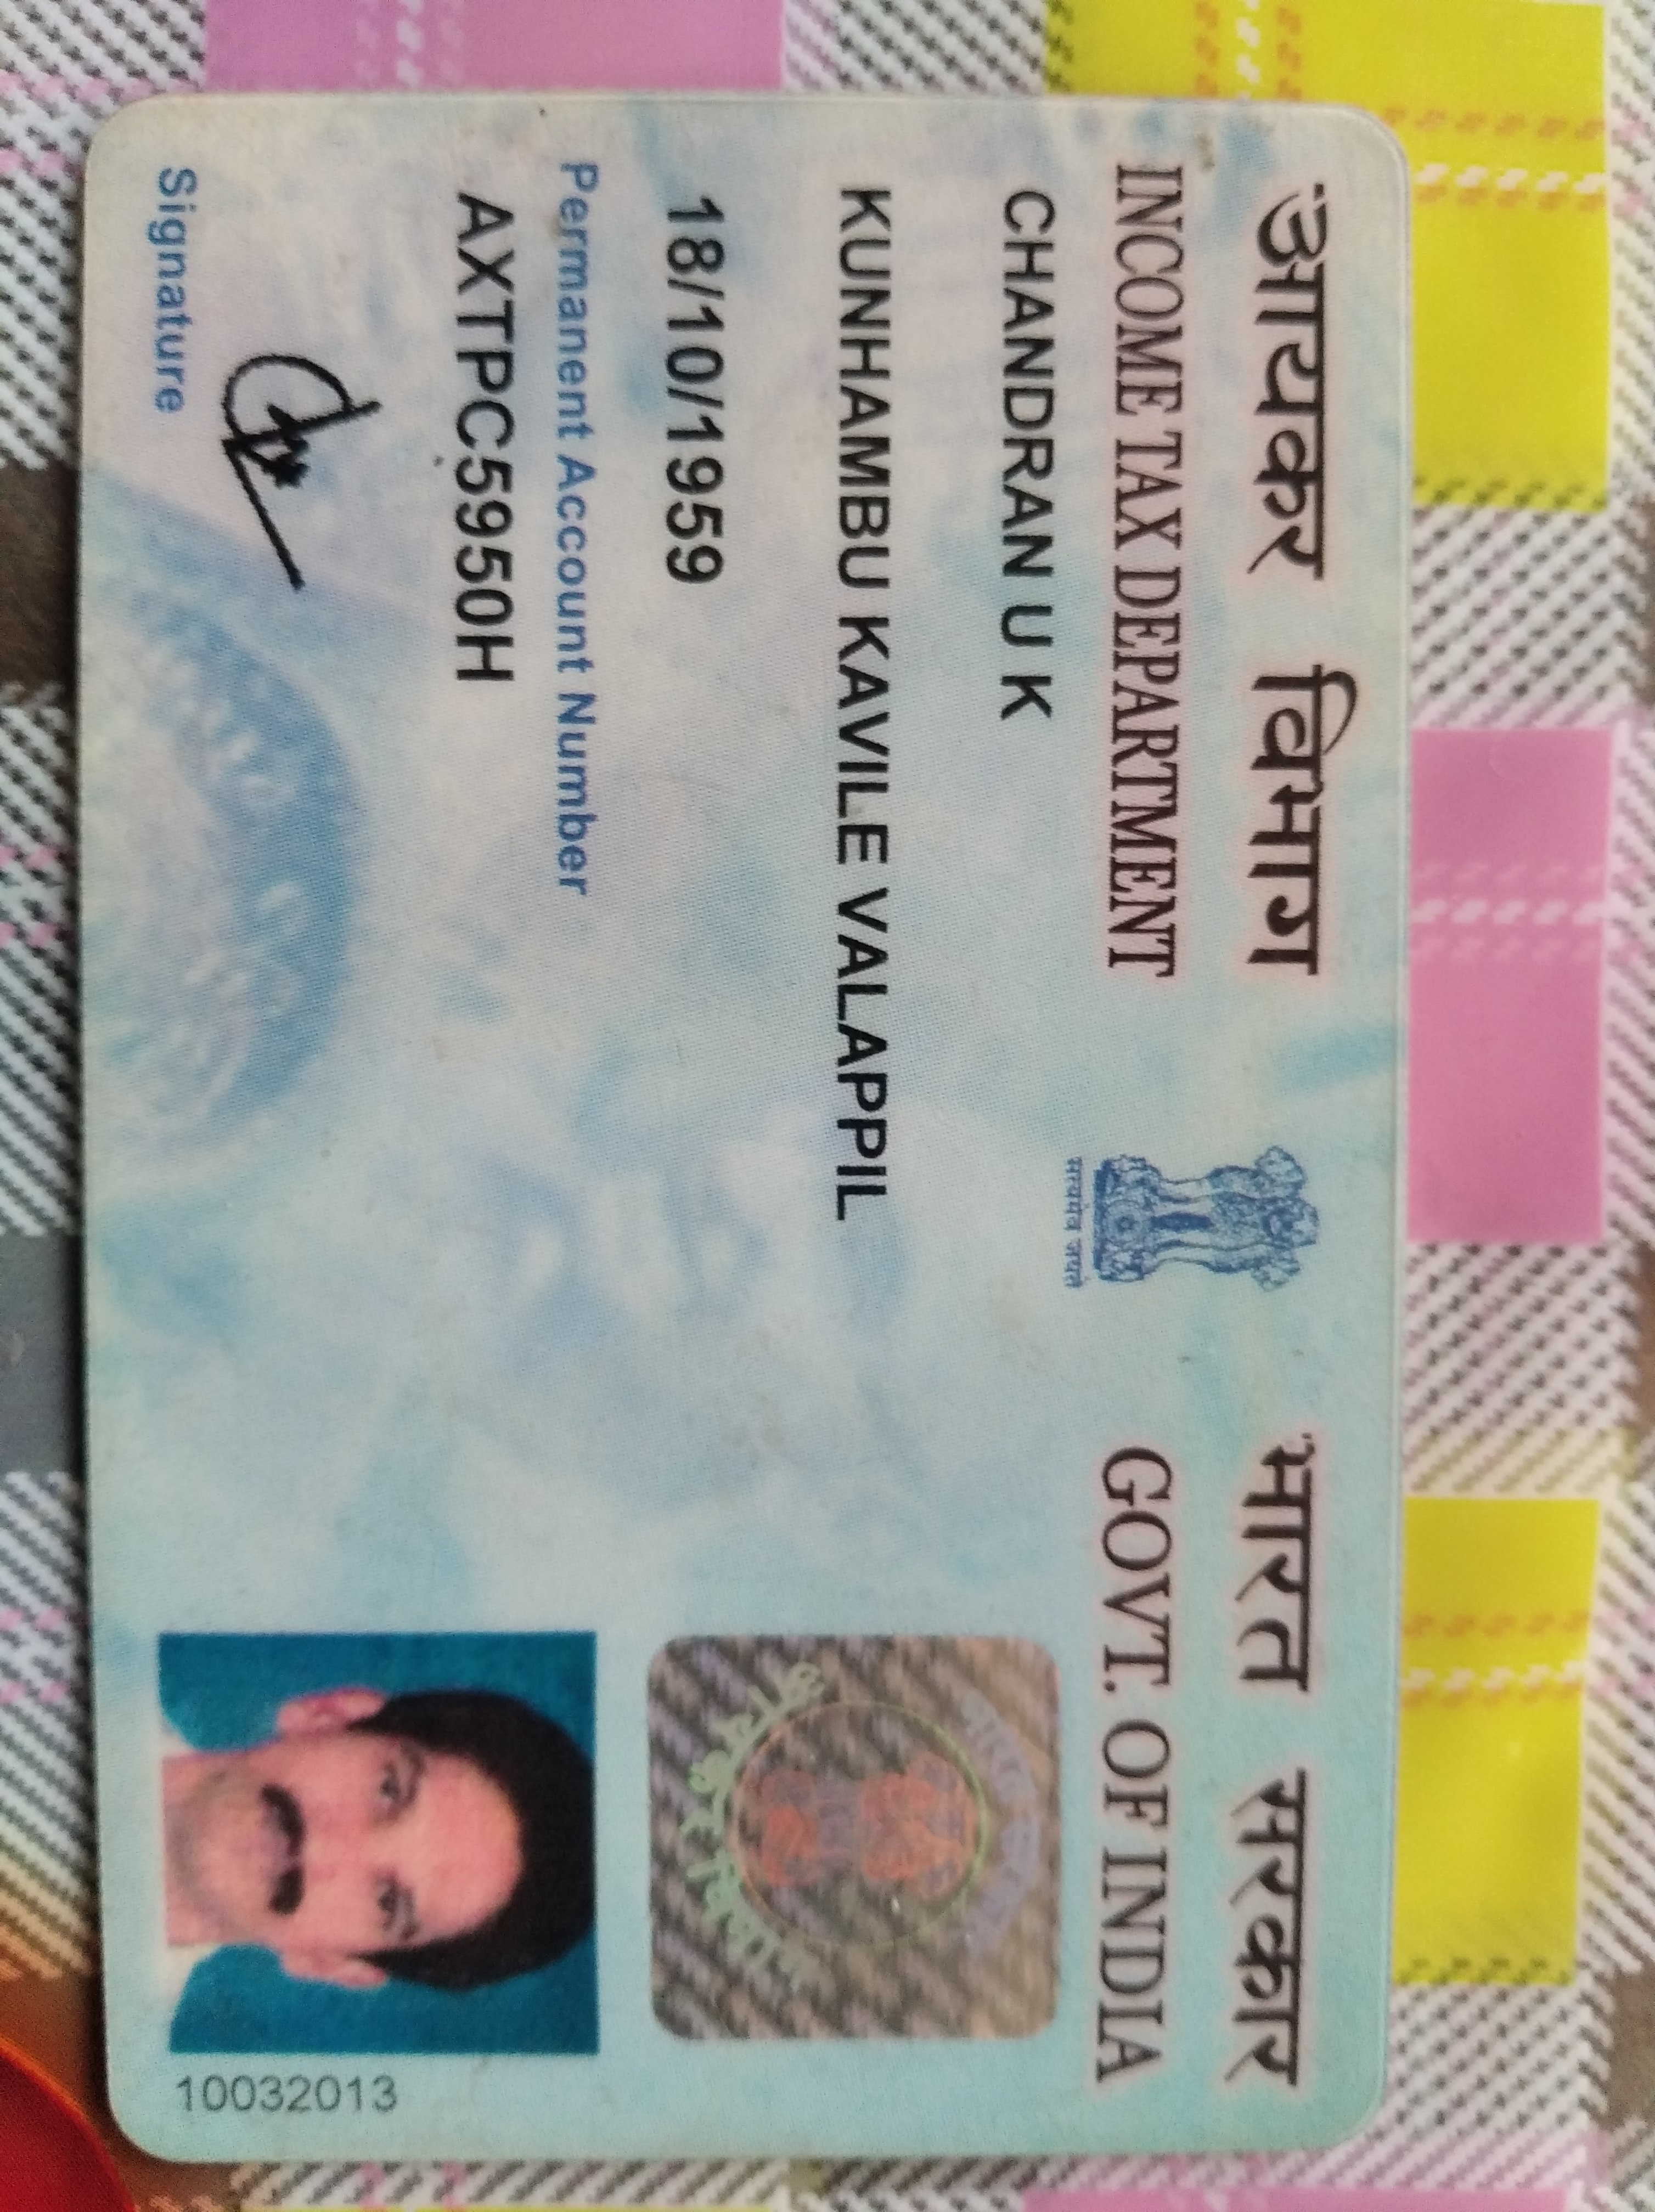 आयकर विभाग
INCOME TAX DEPARTMENT
सत्यमेव जयते
भारत सरकार
GOVT. OF INDIA
CHANDRAN U K
KUNHAMBU KAVILE VALAPPIL
18/10/1959
Permanent Account Number
AXTPC5950H
Signature
10032013